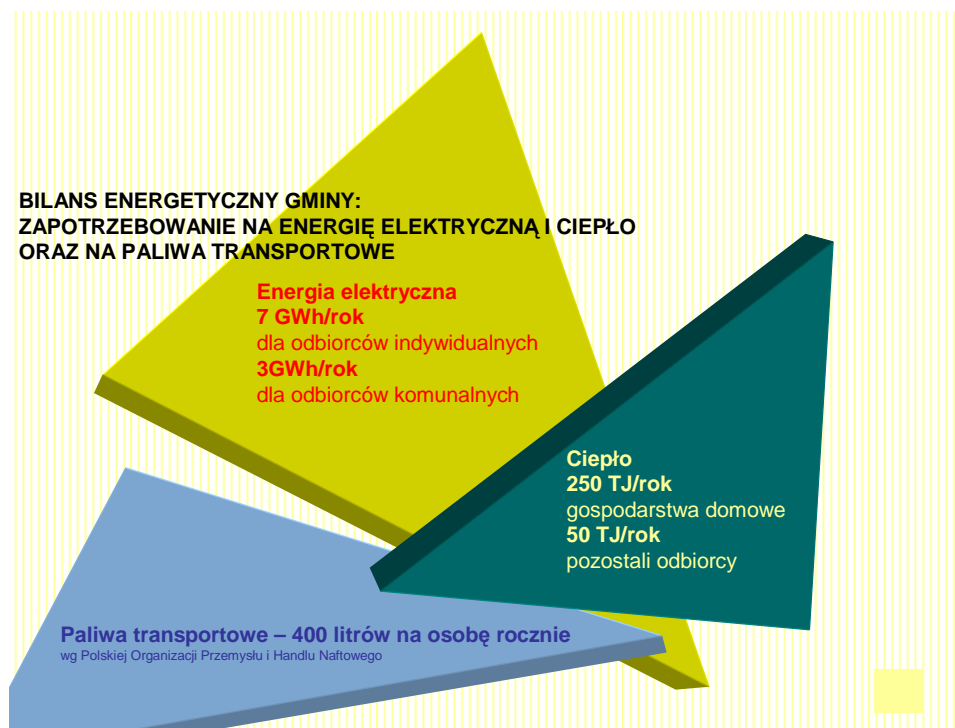 BILANS ENERGETYCZNY GMINY:
ZAPOTRZEBOWANIE NA ENERGIĘ ELEKTRYCZNĄ I CIEPŁO
ORAZ NA PALIWA TRANSPORTOWE
Energia elektryczna
7 GWh/rok
dla odbiorców indywidualnych
3GWh/rok
dla odbiorców komunalnych
Ciepło
250 TJ/rok
gospodarstwa domowe
50 TJ/rok
pozostali odbiorcy
Paliwa transportowe – 400 litrów na osobę rocznie
wg Polskiej Organizacji Przemysłu i Handlu Naftowego